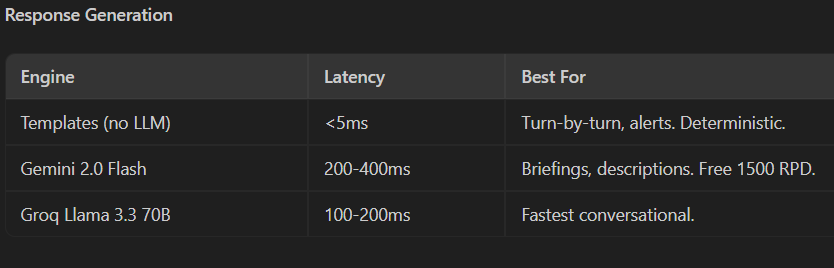 Response Generation
Engine Latency Best For
Templates (no LLM) <5ms Turn-by-turn, alerts. Deterministic.
Gemini 2.0 Flash 200-400ms Briefings, descriptions. Free 1500 RPD.
Groq Llama 3.3 70B 100-200ms Fastest conversational.